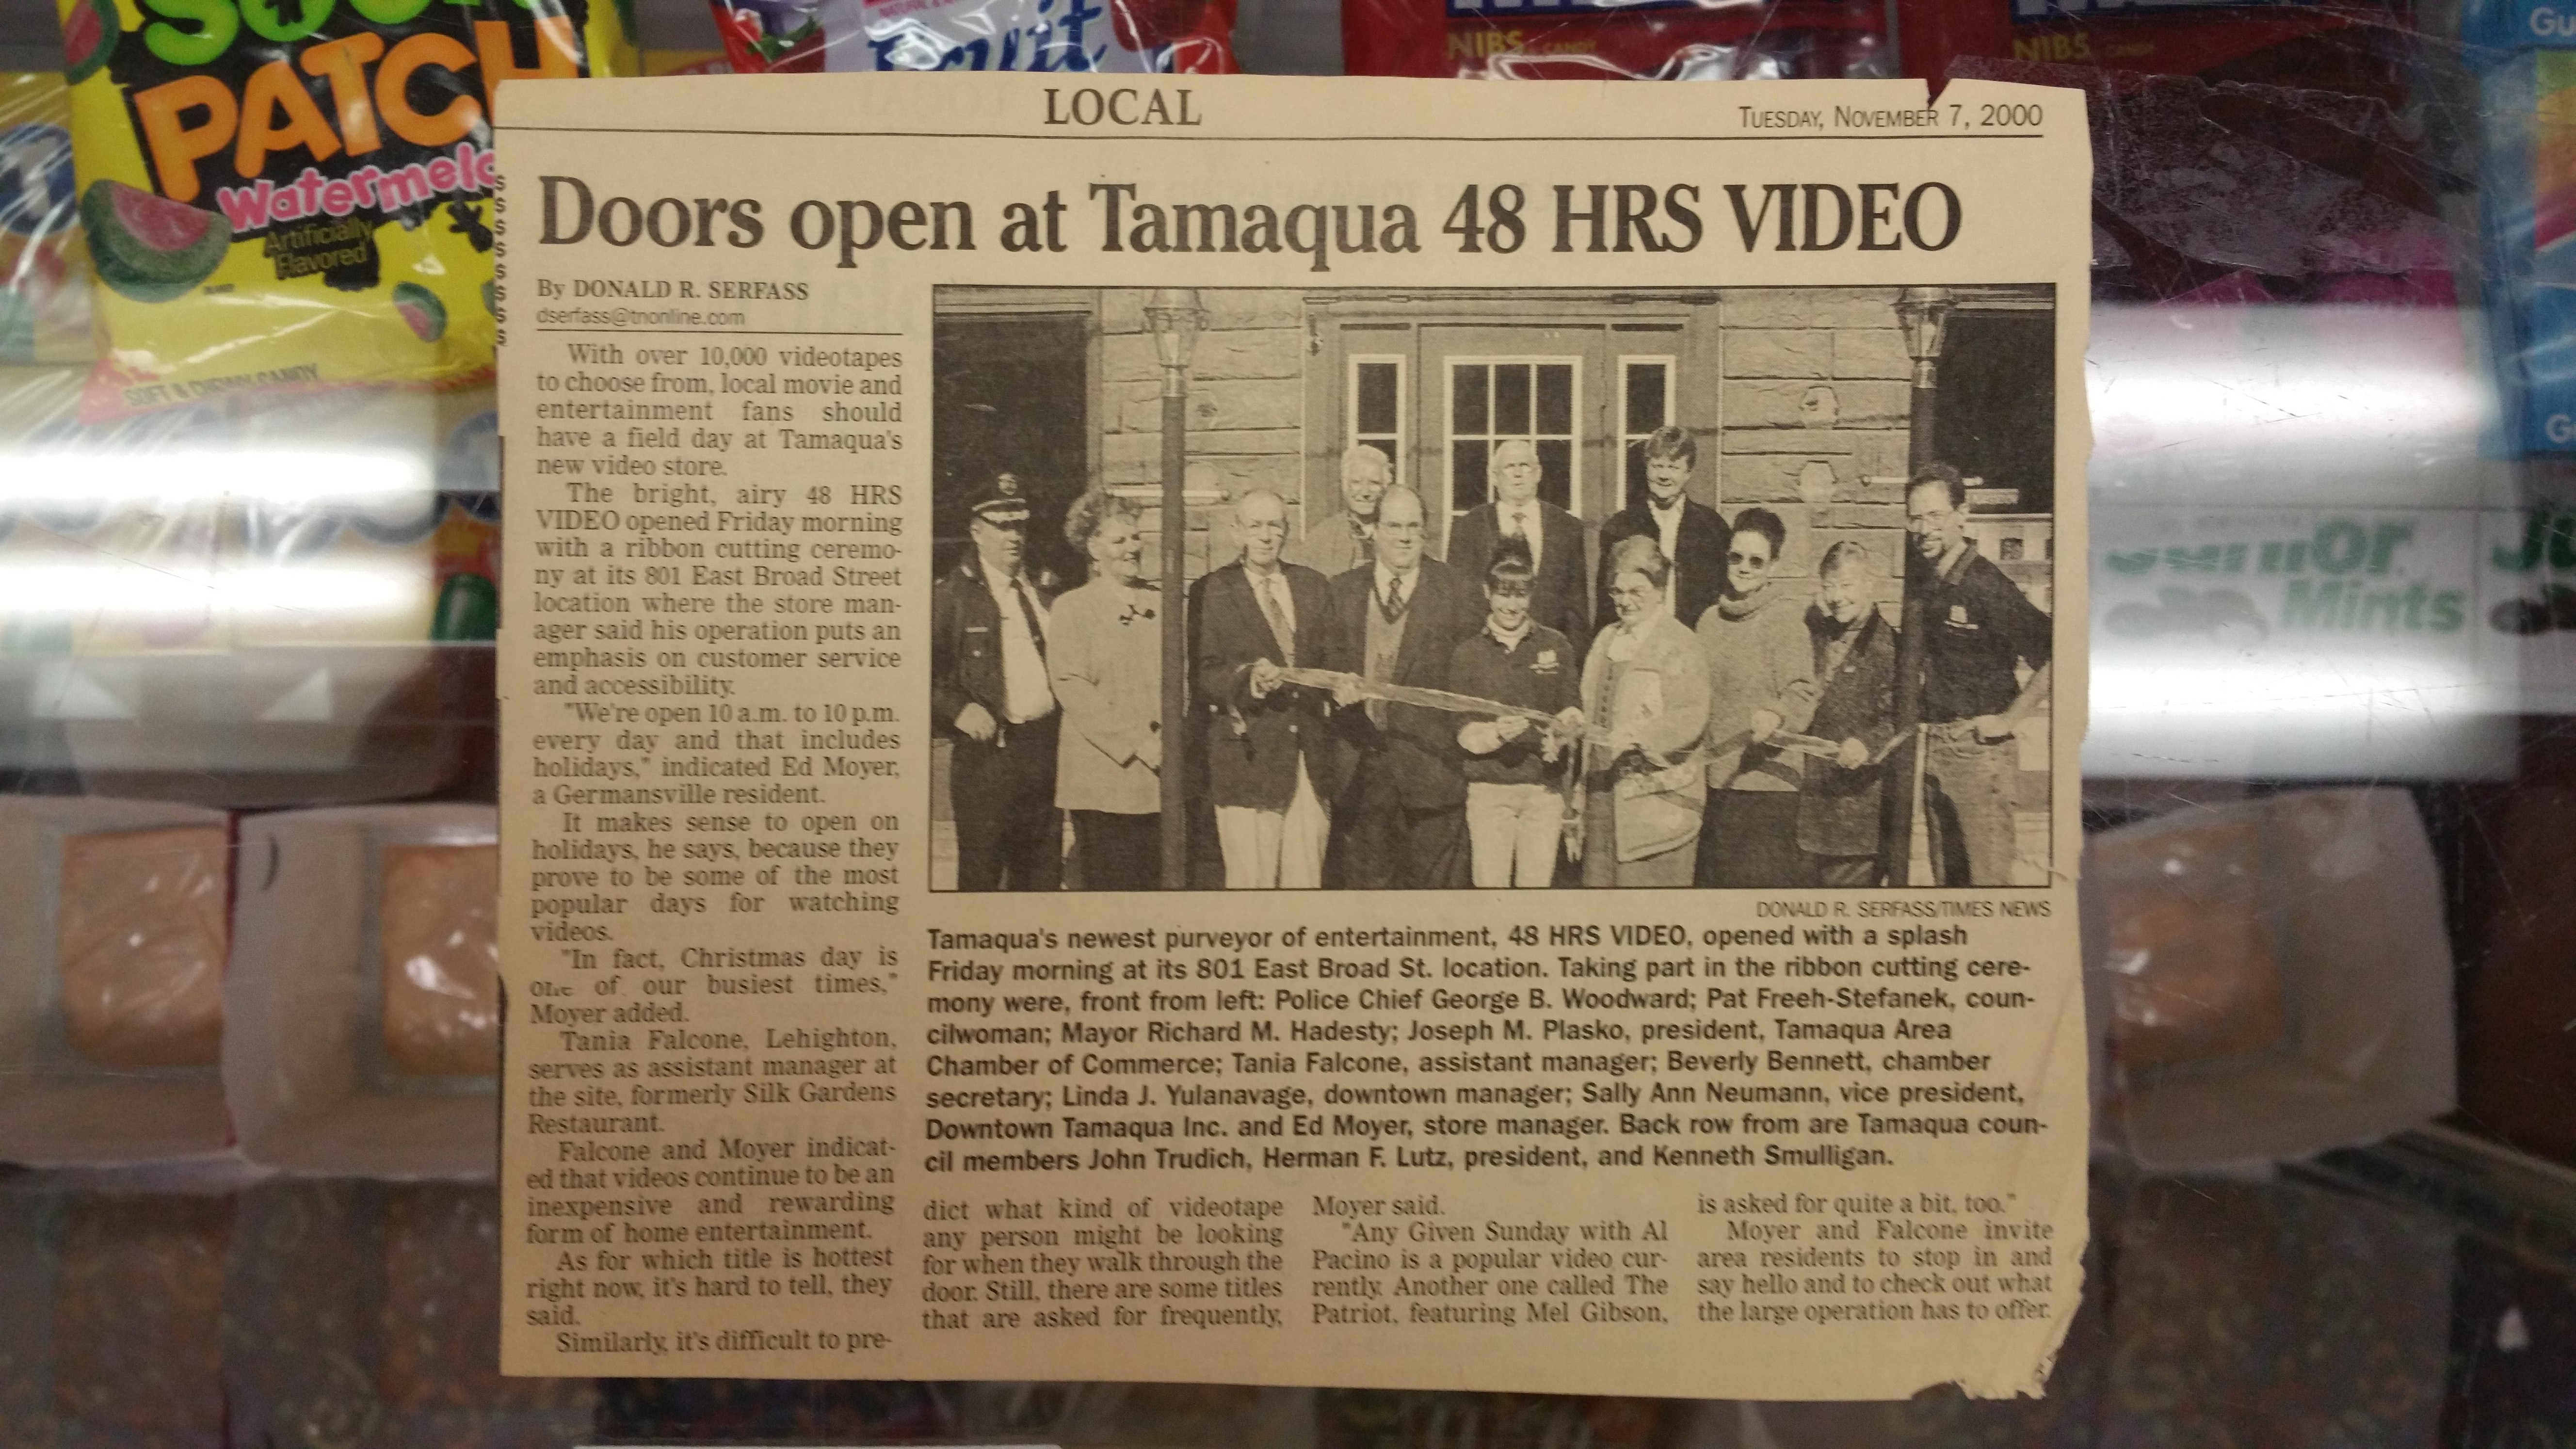 SOUR
PATCH
Watermelo
Artificially
Flavored
SOFT & CHEWY CANDY
Fruit
NIBS CANDY
NIBS CANDY
Gu
LOCAL
TUESDAY, NOVEMBER 7, 2000
Doors open at Tamaqua 48 HRS VIDEO
By DONALD R. SERFASS
dserfass@tnonline.com
With over 10,000 videotapes
to choose from, local movie and
entertainment fans should
have a field day at Tamaqua's
new video store.
The bright, airy 48 HRS
VIDEO opened Friday morning
with a ribbon cutting ceremo-
ny at its 801 East Broad Street
location where the store man-
ager said his operation puts an
emphasis on customer service
and accessibility.
"We're open 10 a.m. to 10 p.m.
every day and that includes
holidays," indicated Ed Moyer,
a Germansville resident.
It makes sense to open on
holidays, he says, because they
prove to be some of the most
popular days for watching
videos.
"In fact, Christmas day is
one of our busiest times,"
Moyer added.
Tania Falcone, Lehighton,
serves as assistant manager at
the site, formerly Silk Gardens
Restaurant.
Falcone and Moyer indicat-
ed that videos continue to be an
inexpensive and rewarding
form of home entertainment.
As for which title is hottest
right now, it's hard to tell, they
said.
Similarly, it's difficult to pre-
DONALD R. SERFASS/TIMES NEWS
Tamaqua's newest purveyor of entertainment, 48 HRS VIDEO, opened with a splash
Friday morning at its 801 East Broad St. location. Taking part in the ribbon cutting cere-
mony were, front from left: Police Chief George B. Woodward; Pat Freeh-Stefanek, coun-
cilwoman; Mayor Richard M. Hadesty; Joseph M. Plasko, president, Tamaqua Area
Chamber of Commerce; Tania Falcone, assistant manager; Beverly Bennett, chamber
secretary; Linda J. Yulanavage, downtown manager; Sally Ann Neumann, vice president,
Downtown Tamaqua Inc. and Ed Moyer, store manager. Back row from are Tamaqua coun-
cil members John Trudich, Herman F. Lutz, president, and Kenneth Smulligan.
dict what kind of videotape
any person might be looking
for when they walk through the
door. Still, there are some titles
that are asked for frequently,
Moyer said.
"Any Given Sunday with Al
Pacino is a popular video cur-
rently. Another one called The
Patriot, featuring Mel Gibson,
is asked for quite a bit, too."
Moyer and Falcone invite
area residents to stop in and
say hello and to check out what
the large operation has to offer.
Junior
Mints